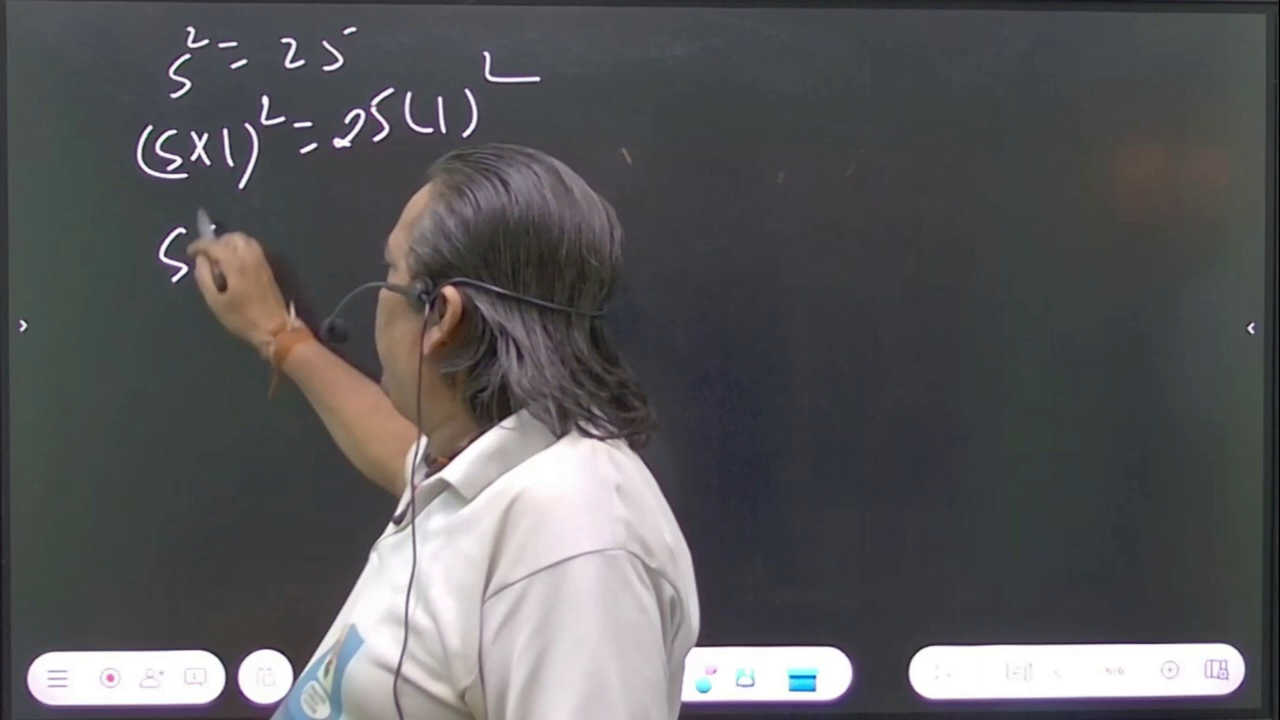 5² = 25
(5×1)² = 25(1)²
5